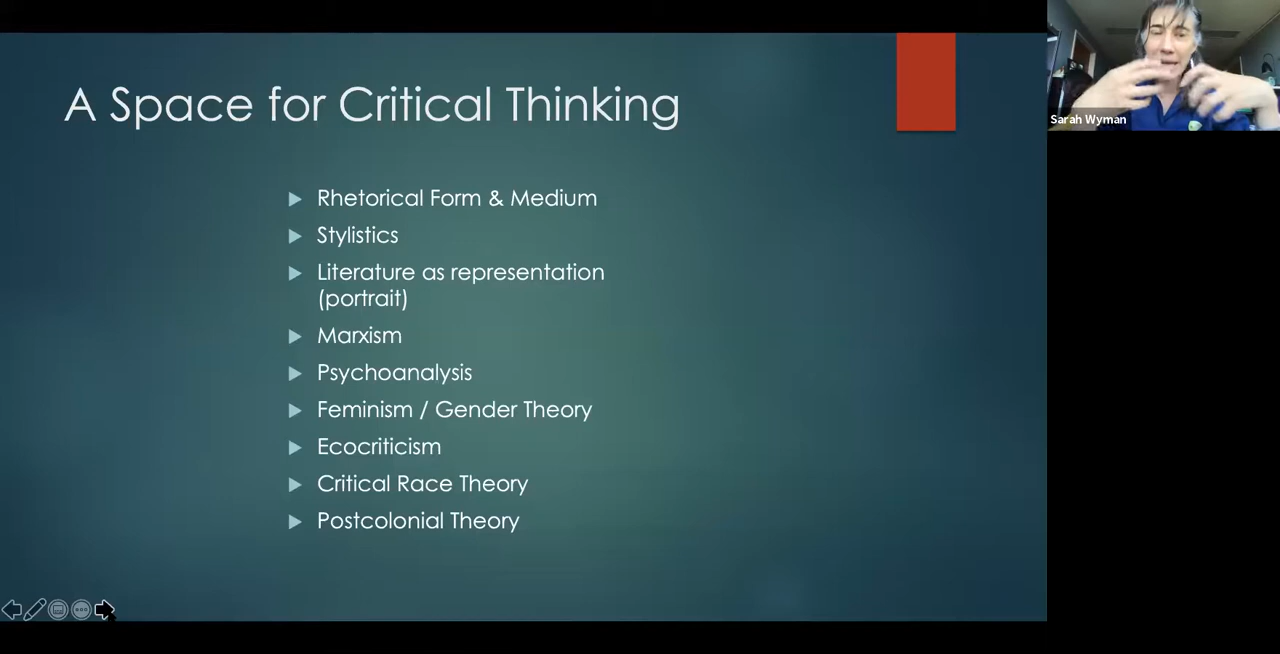 A Space for Critical Thinking
Rhetorical Form & Medium
Stylistics
Literature as representation
(portrait)
Marxism
Psychoanalysis
Feminism / Gender Theory
Ecocriticism
Critical Race Theory
Postcolonial Theory
Sarah Wyman